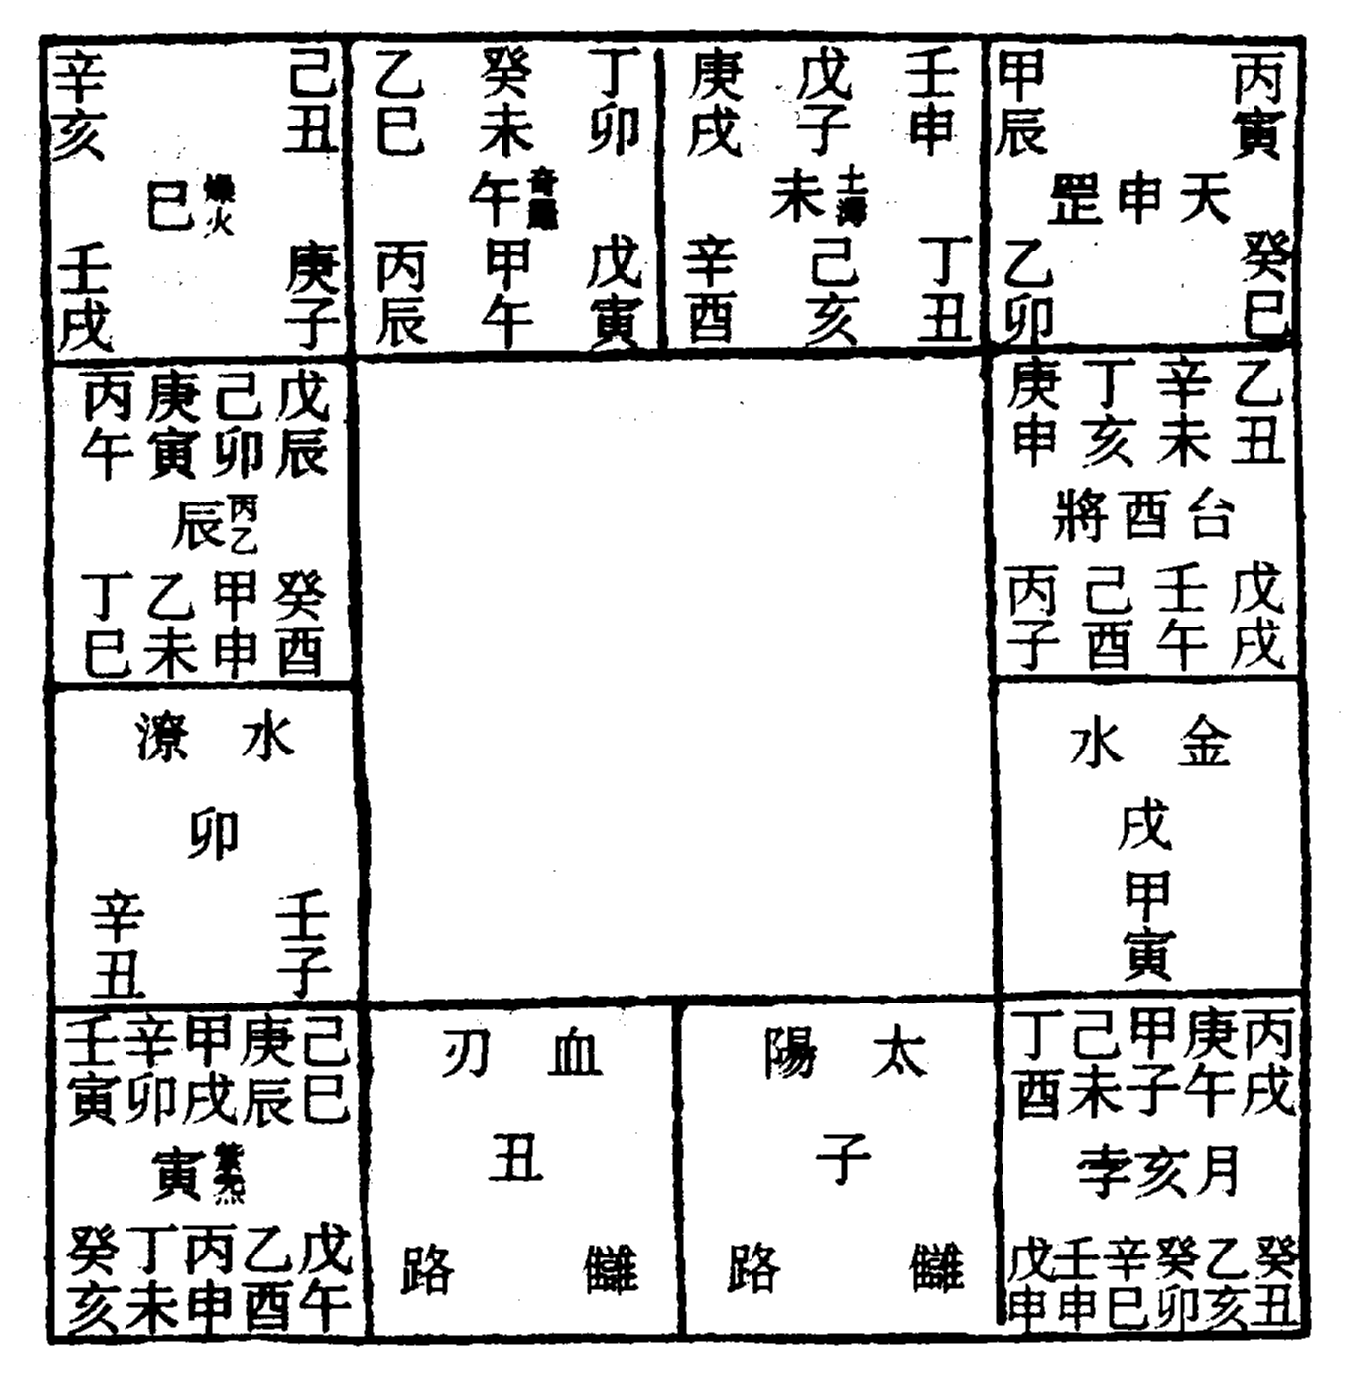 丙寅 甲辰
天申罡
癸巳 乙卯
壬申 戊子 庚戌
未 土
丁丑 己亥 辛酉
丁卯 癸未 乙巳
午 奇羅
戊寅 甲午 丙辰
己丑 辛亥
巳 燥火
庚子 壬戌
乙丑 辛未 丁亥 庚申
台酉將
戊戌 壬午 己酉 丙子
戊辰 己卯 庚寅 丙午
辰 丙乙
癸酉 甲申 乙未 丁巳
金水
戌
甲寅
水潦
卯
壬子 辛丑
丙戌 庚午 甲子 己未 丁酉
月亥孛
癸丑 乙亥 癸卯 辛巳 壬申 戊申
太陽
子
路
血刃
丑
路
己巳 庚辰 甲戌 辛卯 壬寅
寅 紫炁
戊午 乙酉 丙申 丁未 癸亥